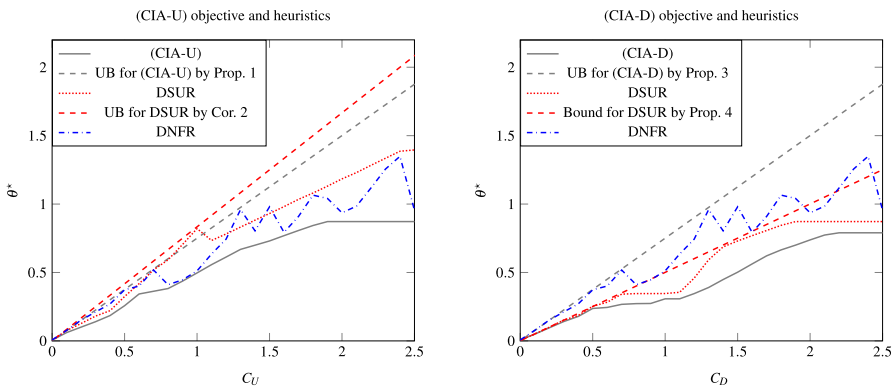 (CIA-U) objective and heuristics
2
1.5
1
0.5
0
θ*
(CIA-U)
UB for (CIA-U) by Prop. 1
DSUR
UB for DSUR by Cor. 2
DNFR
0
0.5
1
1.5
2
2.5
C_U
(CIA-D) objective and heuristics
2
1.5
1
0.5
0
θ*
(CIA-D)
UB for (CIA-D) by Prop. 3
DSUR
Bound for DSUR by Prop. 4
DNFR
0
0.5
1
1.5
2
2.5
C_D